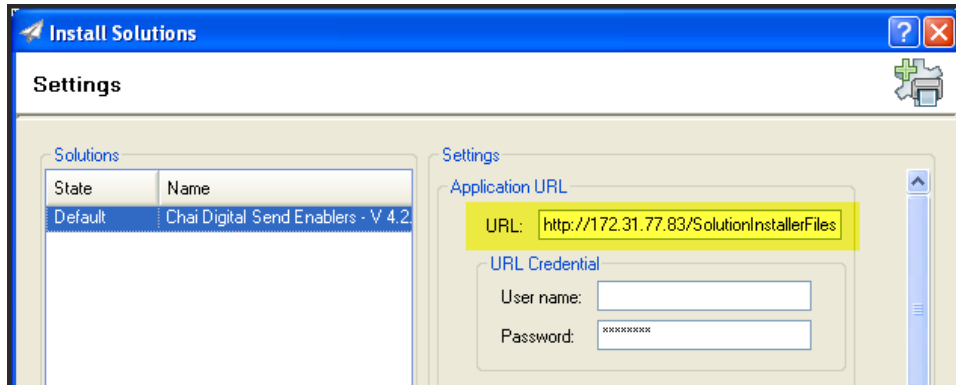 Install Solutions
Settings
Solutions
State Name
Default Chai Digital Send Enablers - V 4.2.
Settings
Application URL
URL: http://172.31.77.83/SolutionInstallerFiles
URL Credential
User name:
Password: ********